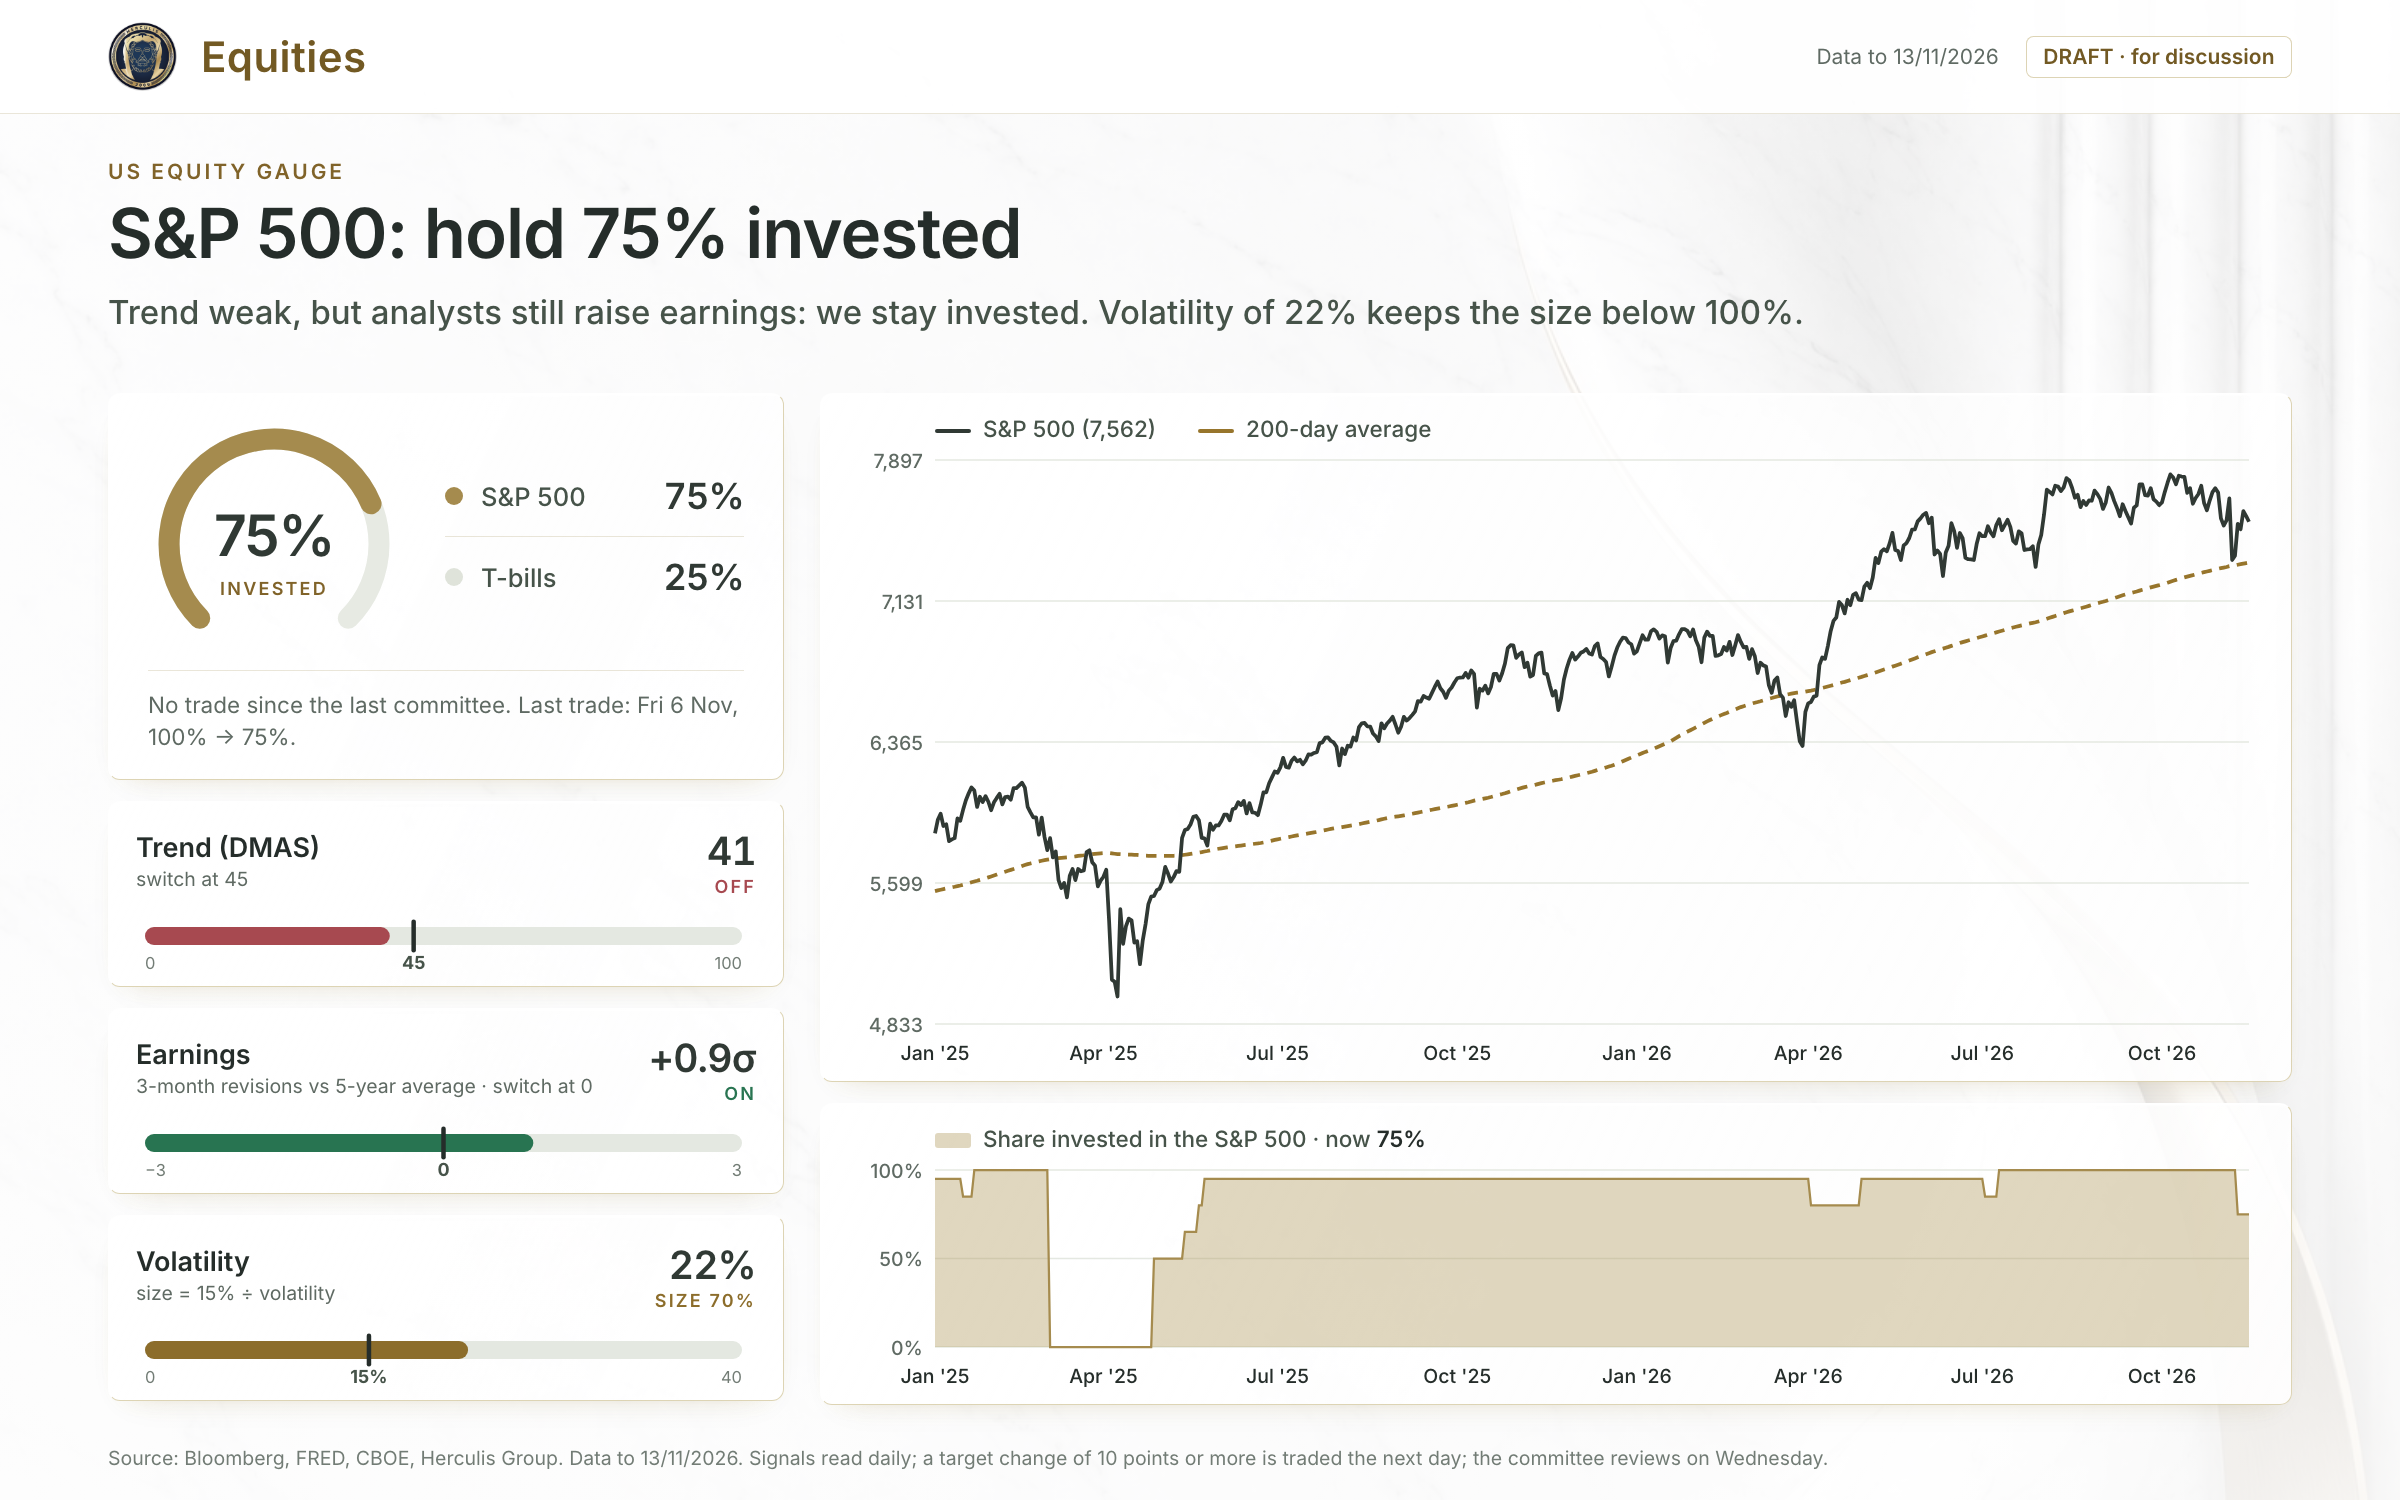 Equities
Data to 13/11/2026
DRAFT · for discussion
US EQUITY GAUGE
S&P 500: hold 75% invested
Trend weak, but analysts still raise earnings: we stay invested. Volatility of 22% keeps the size below 100%.
75%
INVESTED
S&P 500 75%
T-bills 25%
No trade since the last committee. Last trade: Fri 6 Nov,
100% → 75%.
Trend (DMAS) 41
switch at 45 OFF
0 45 100
Earnings +0.9σ
3-month revisions vs 5-year average · switch at 0 ON
−3 0 3
Volatility 22%
size = 15% ÷ volatility SIZE 70%
0 15% 40
S&P 500 (7,562) 200-day average
7,897
7,131
6,365
5,599
4,833
Jan '25 Apr '25 Jul '25 Oct '25 Jan '26 Apr '26 Jul '26 Oct '26
Share invested in the S&P 500 · now 75%
100%
50%
0%
Jan '25 Apr '25 Jul '25 Oct '25 Jan '26 Apr '26 Jul '26 Oct '26
Source: Bloomberg, FRED, CBOE, Herculis Group. Data to 13/11/2026. Signals read daily; a target change of 10 points or more is traded the next day; the committee reviews on Wednesday.